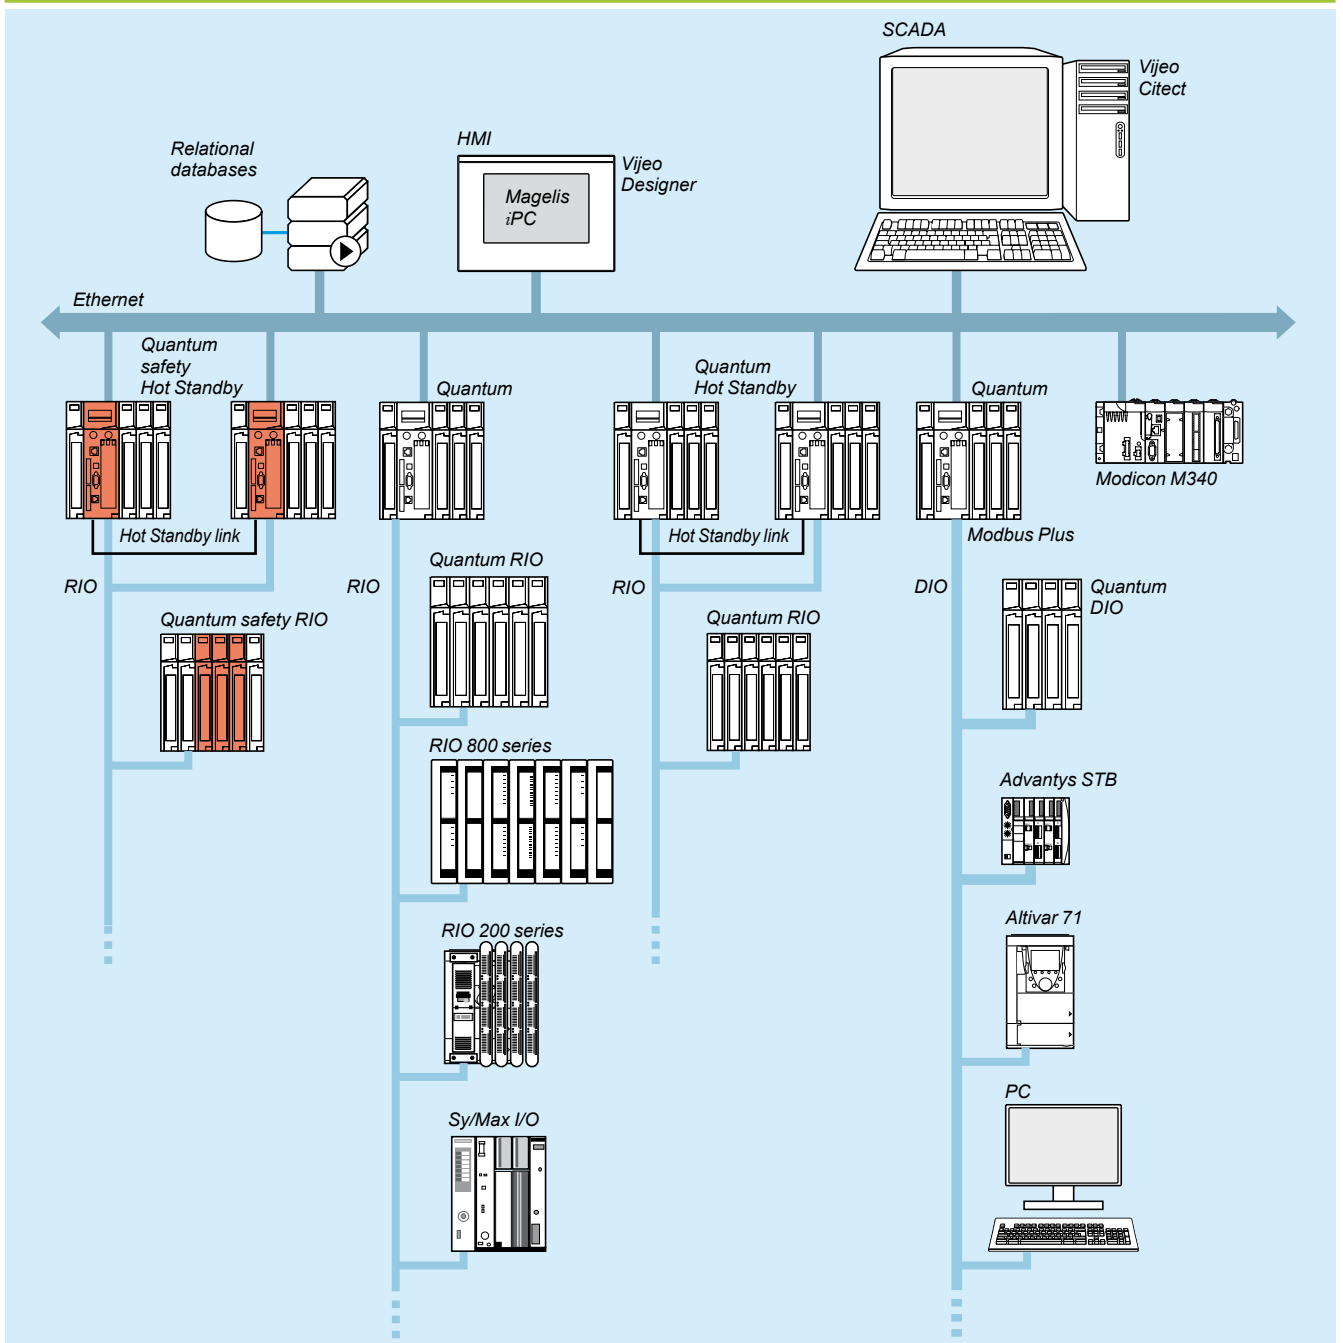 SCADA
Vijeo
Citect
HMI
Vijeo
Designer
Magelis
iPC
Relational
databases
Ethernet
Quantum
safety
Hot Standby
Quantum
Quantum
Hot Standby
Quantum
Modicon M340
Hot Standby link
Hot Standby link
Modbus Plus
RIO
RIO
RIO
DIO
Quantum RIO
Quantum
DIO
Quantum safety RIO
Quantum RIO
RIO 800 series
Advantys STB
RIO 200 series
Altivar 71
PC
Sy/Max I/O